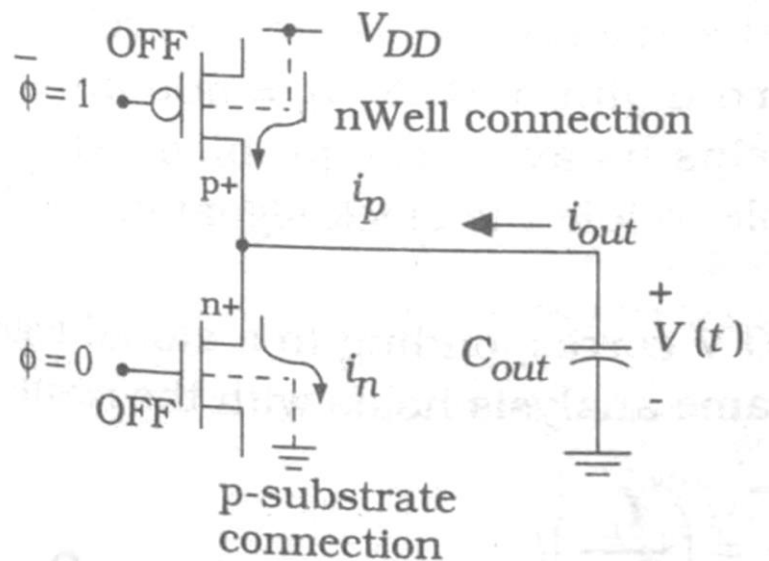 OFF
V_DD
φ̄ = 1
nWell connection
p+
i_p
i_out
n+
+
φ = 0
C_out
V(t)
i_n
OFF
-
p-substrate
connection